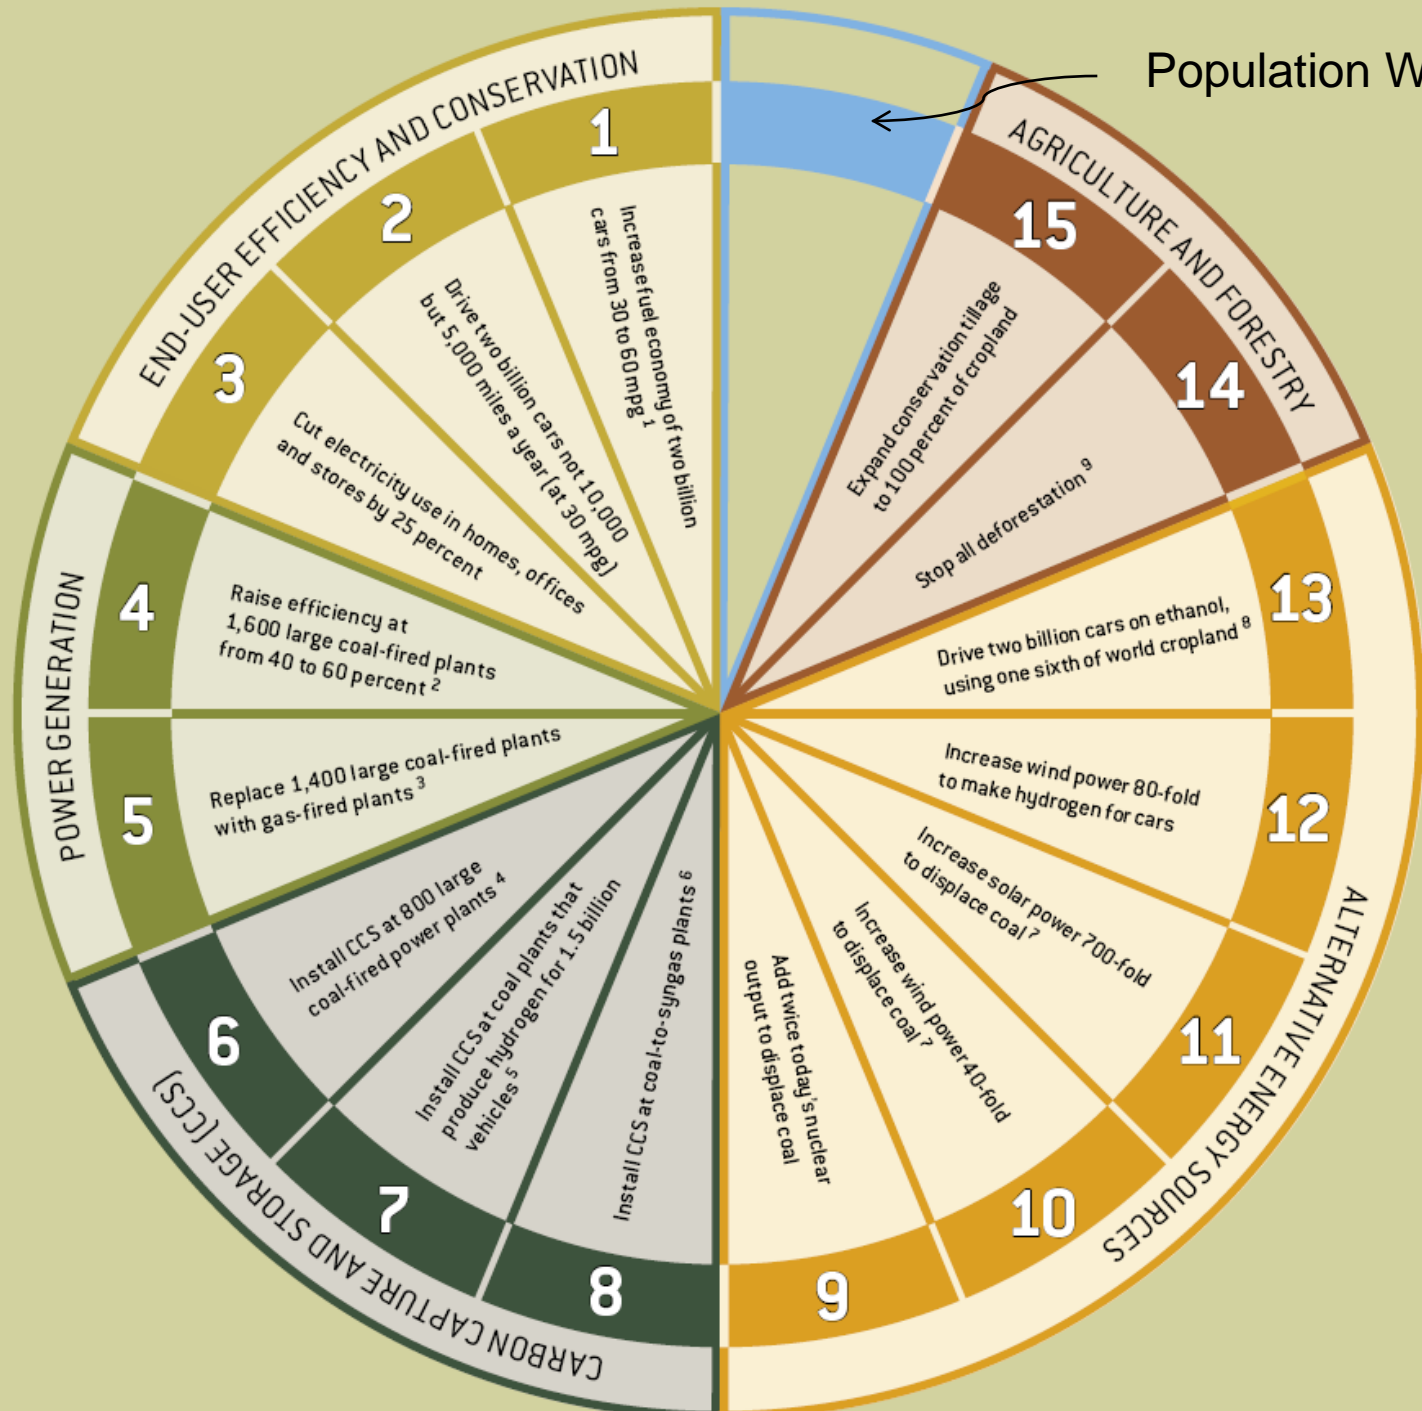 Population W
END-USER EFFICIENCY AND CONSERVATION
1
Increase fuel economy of two billion
cars from 30 to 60 mpg 1
2
Drive two billion cars not 10,000
but 5,000 miles a year (at 30 mpg)
3
Cut electricity use in homes, offices
and stores by 25 percent
POWER GENERATION
4
Raise efficiency at
1,600 large coal-fired plants
from 40 to 60 percent 2
5
Replace 1,400 large coal-fired plants
with gas-fired plants 3
CARBON CAPTURE AND STORAGE (CCS)
6
Install CCS at 800 large
coal-fired power plants 4
7
Install CCS at coal plants that
produce hydrogen for 1.5 billion
vehicles 5
8
Install CCS at coal-to-syngas plants 6
ALTERNATIVE ENERGY SOURCES
9
Add twice today's nuclear
output to displace coal
10
Increase wind power 40-fold
to displace coal 7
11
Increase solar power 700-fold
to displace coal 7
12
Increase wind power 80-fold
to make hydrogen for cars
13
Drive two billion cars on ethanol,
using one sixth of world cropland 8
AGRICULTURE AND FORESTRY
14
Stop all deforestation 9
15
Expand conservation tillage
to 100 percent of cropland